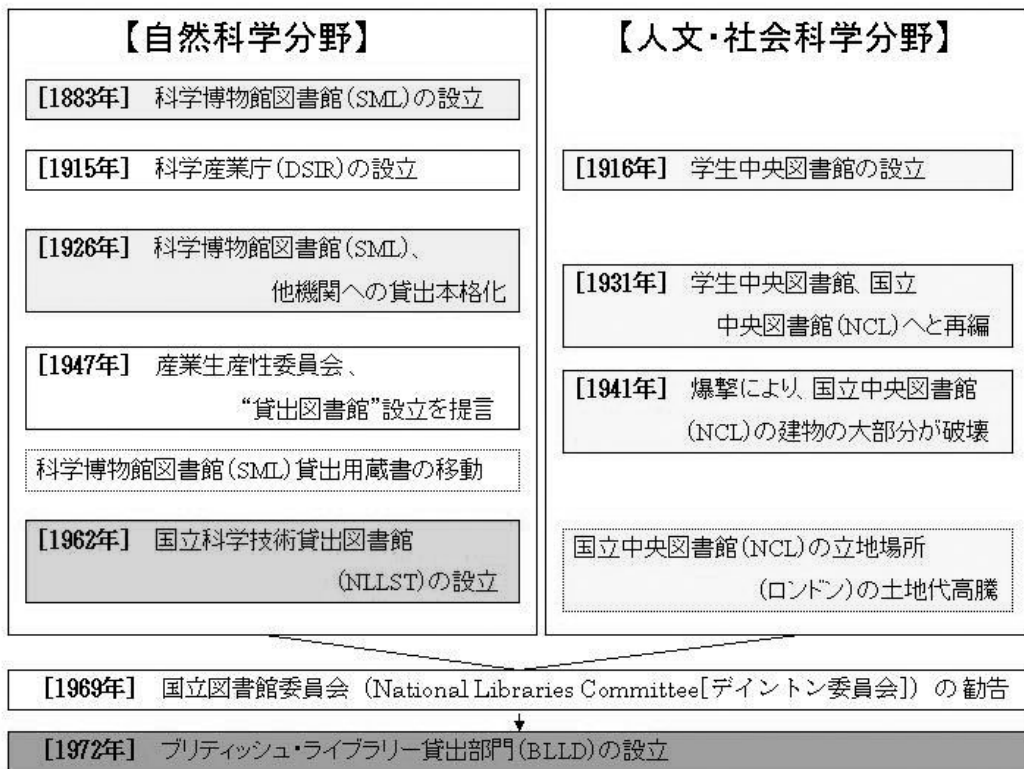 【自然科学分野】
[1883年] 科学博物館図書館(SML)の設立
[1915年] 科学産業庁(DSIR)の設立
[1926年] 科学博物館図書館(SML)、
他機関への貸出本格化
[1947年] 産業生産性委員会、
“貸出図書館”設立を提言
科学博物館図書館(SML)貸出用蔵書の移動
[1962年] 国立科学技術貸出図書館
(NLLST)の設立
【人文・社会科学分野】
[1916年] 学生中央図書館の設立
[1931年] 学生中央図書館、国立
中央図書館(NCL)へと再編
[1941年] 爆撃により、国立中央図書館
(NCL)の建物の大部分が破壊
国立中央図書館(NCL)の立地場所
(ロンドン)の土地代高騰
[1969年] 国立図書館委員会 (National Libraries Committee[デイントン委員会]) の勧告
[1972年] ブリティッシュ・ライブラリー貸出部門(BLLD)の設立